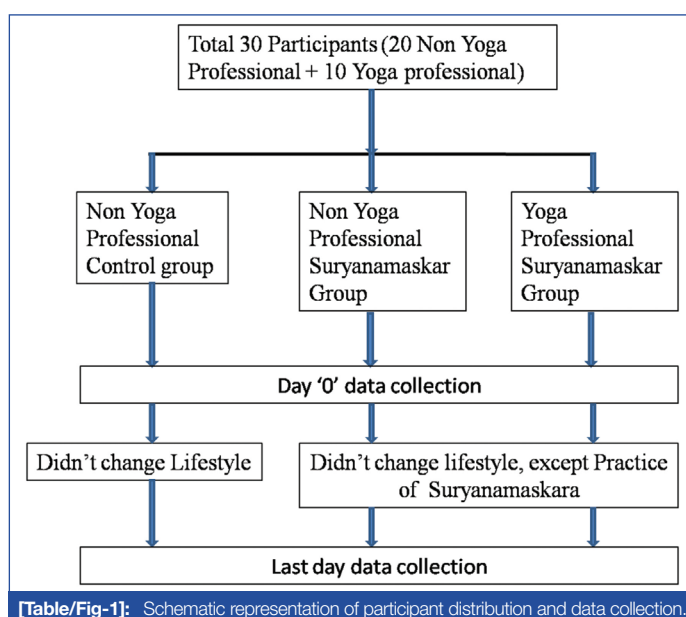 Total 30 Participants (20 Non Yoga
Professional + 10 Yoga professional)
Non Yoga
Professional
Control group
Non Yoga
Professional
Suryanamaskar
Group
Yoga
Professional
Suryanamaskar
Group
Day ‘0’ data collection
Didn’t change Lifestyle
Didn’t change lifestyle, except Practice
of Suryanamaskara
Last day data collection
[Table/Fig-1]: Schematic representation of participant distribution and data collection.